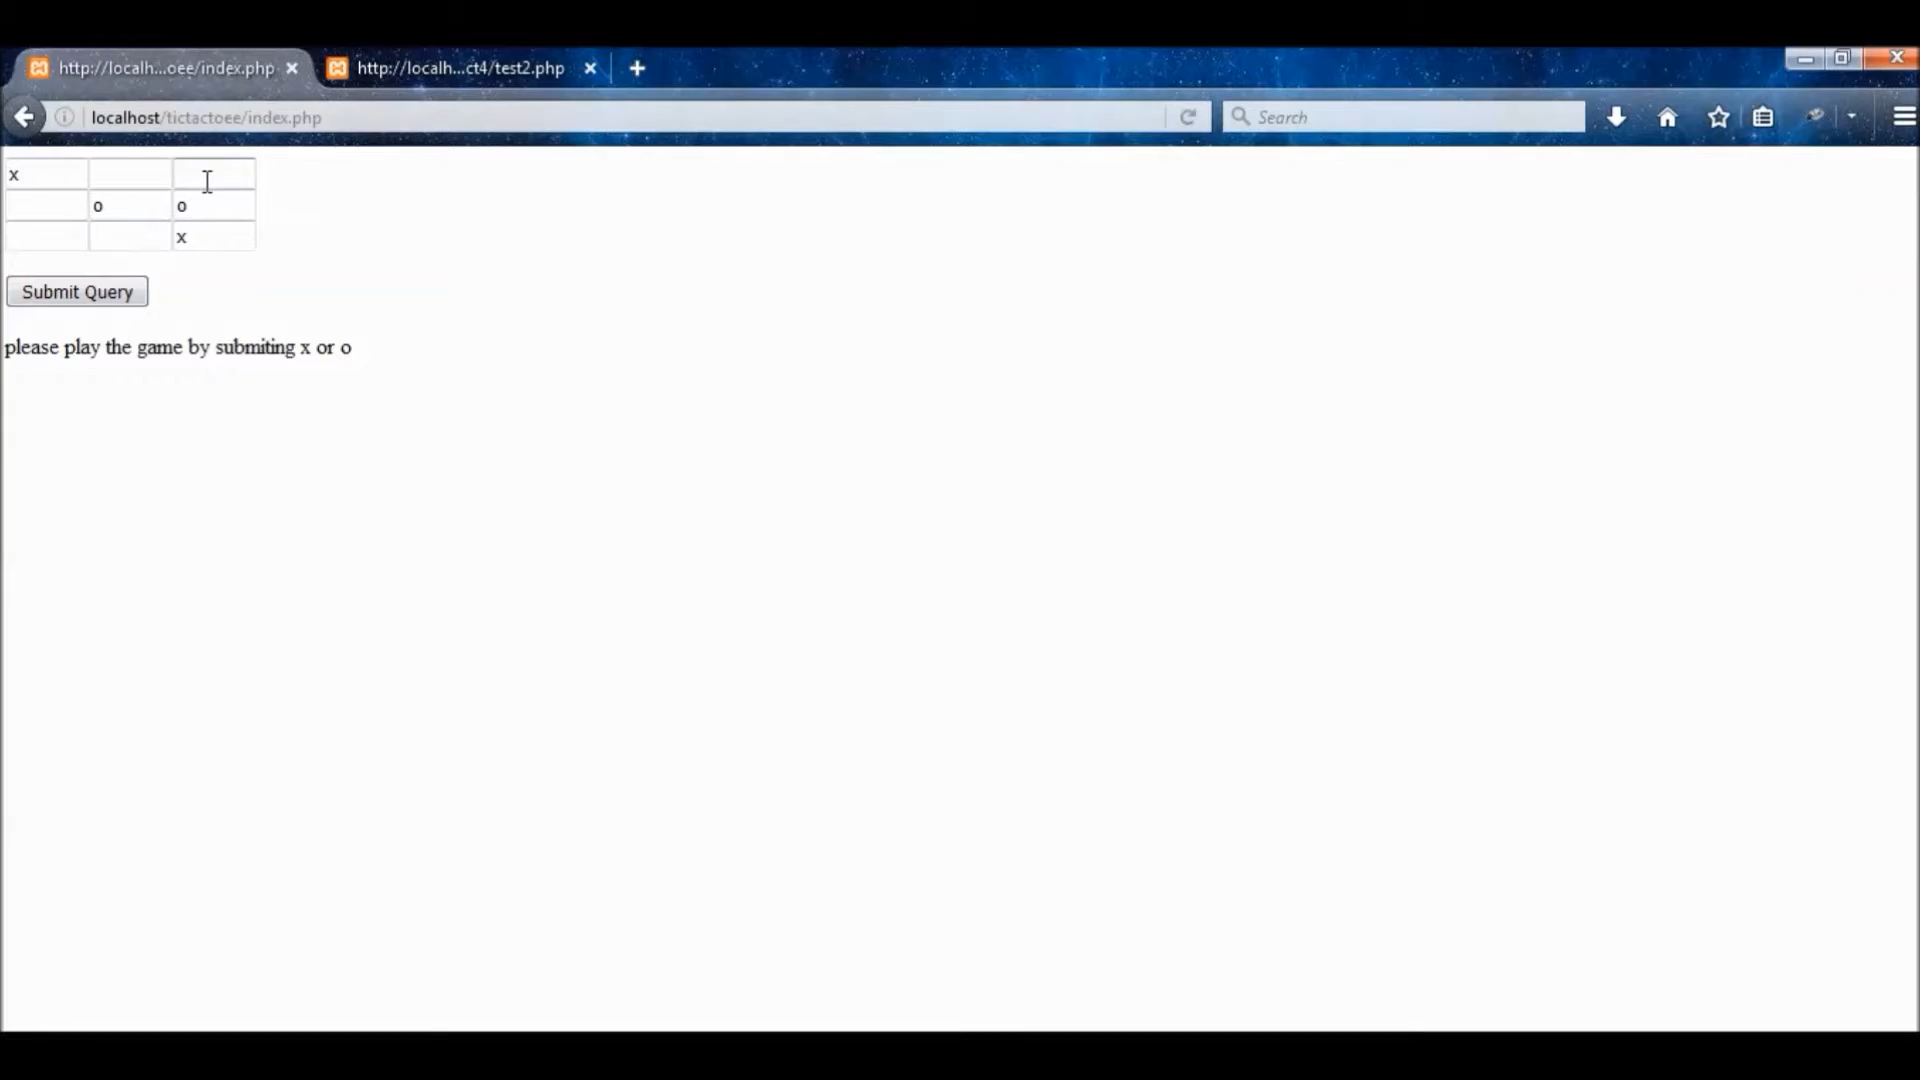 http://localh...oee/index.php
http://localh...ct4/test2.php
localhost/tictactoee/index.php
Search
x
o o
x
Submit Query
please play the game by submiting x or o